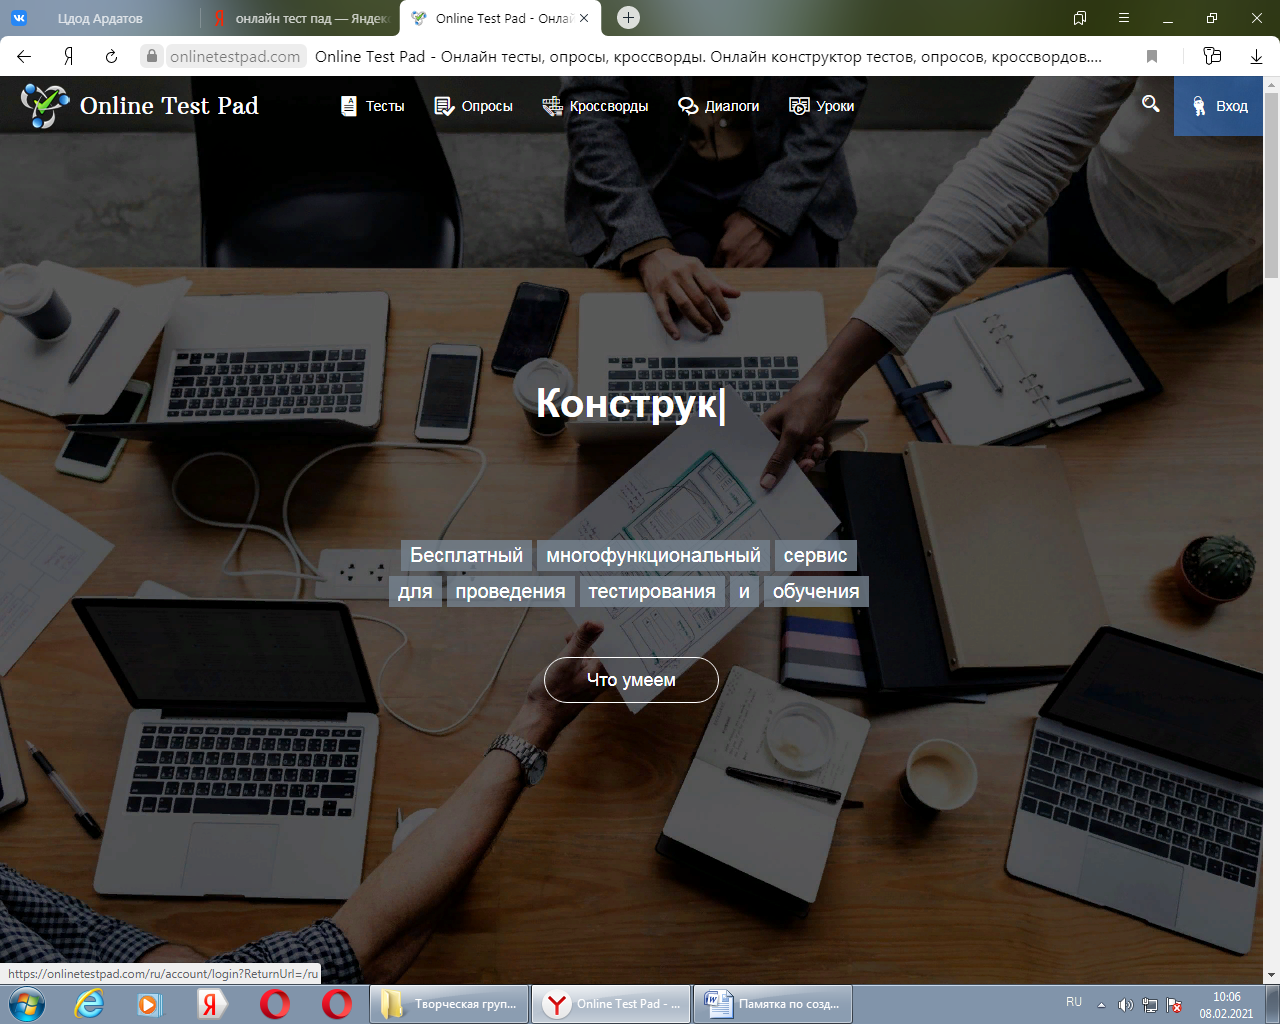 Цдод Ардатов
онлайн тест пад — Яндекс
Online Test Pad - Онлай
onlinetestpad.com
Online Test Pad - Онлайн тесты, опросы, кроссворды. Онлайн конструктор тестов, опросов, кроссвордов....
Online Test Pad
Тесты
Опросы
Кроссворды
Диалоги
Уроки
Вход
Конструк|
Бесплатный многофункциональный сервис
для проведения тестирования и обучения
Что умеем
https://onlinetestpad.com/ru/account/login?ReturnUrl=/ru
Творческая груп...
Online Test Pad - ...
Памятка по созд...
RU
10:06
08.02.2021